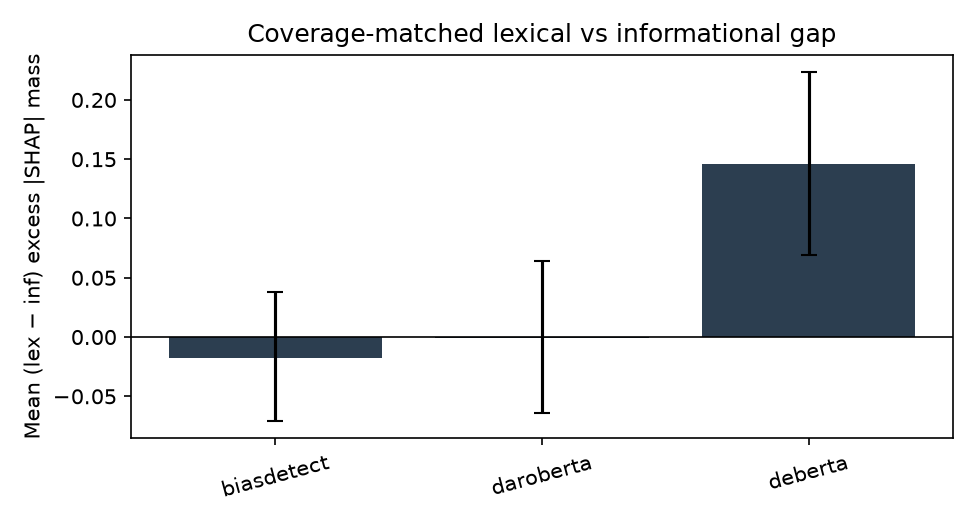 Coverage-matched lexical vs informational gap
Mean (lex − inf) excess |SHAP| mass
0.20
0.15
0.10
0.05
0.00
−0.05
biasdetect
daroberta
deberta